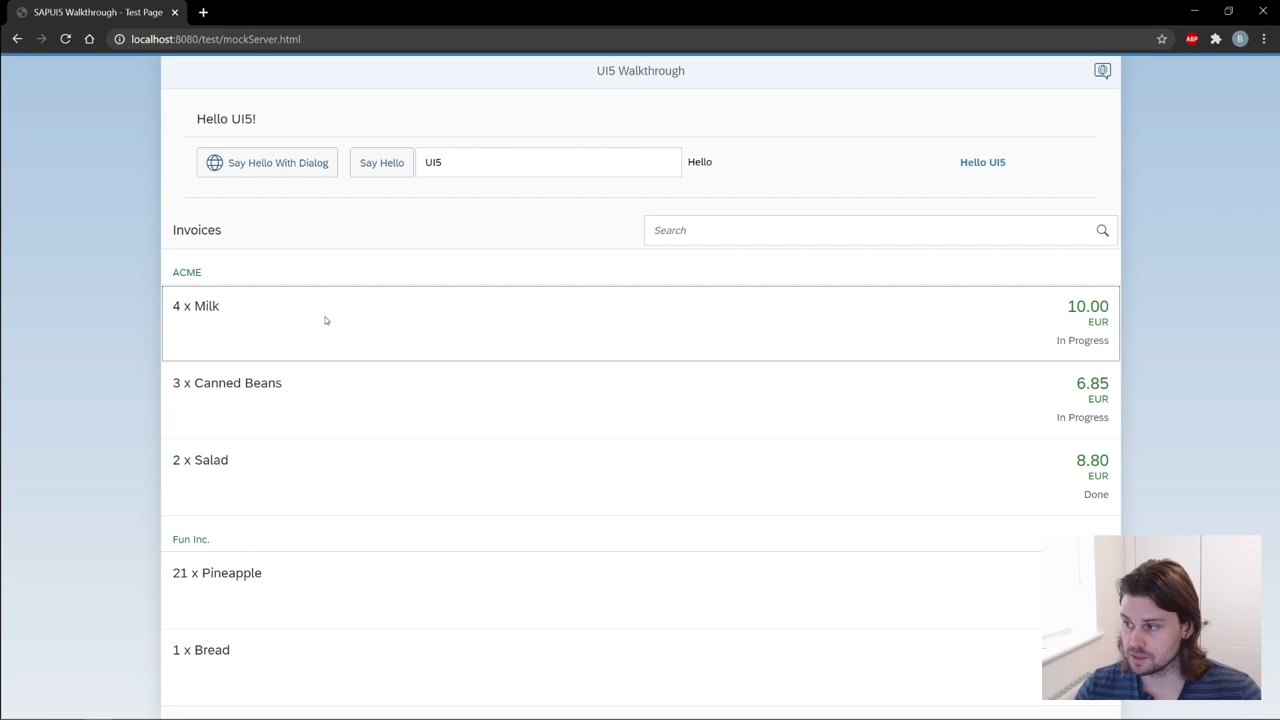 SAPUI5 Walkthrough - Test Page
localhost:8080/test/mockServer.html
ABP
B
UI5 Walkthrough
Hello UI5!
Say Hello With Dialog
Say Hello
UI5
Hello
Hello UI5
Invoices
Search
ACME
4 x Milk
10.00
EUR
In Progress
3 x Canned Beans
6.85
EUR
In Progress
2 x Salad
8.80
EUR
Done
Fun Inc.
21 x Pineapple
1 x Bread